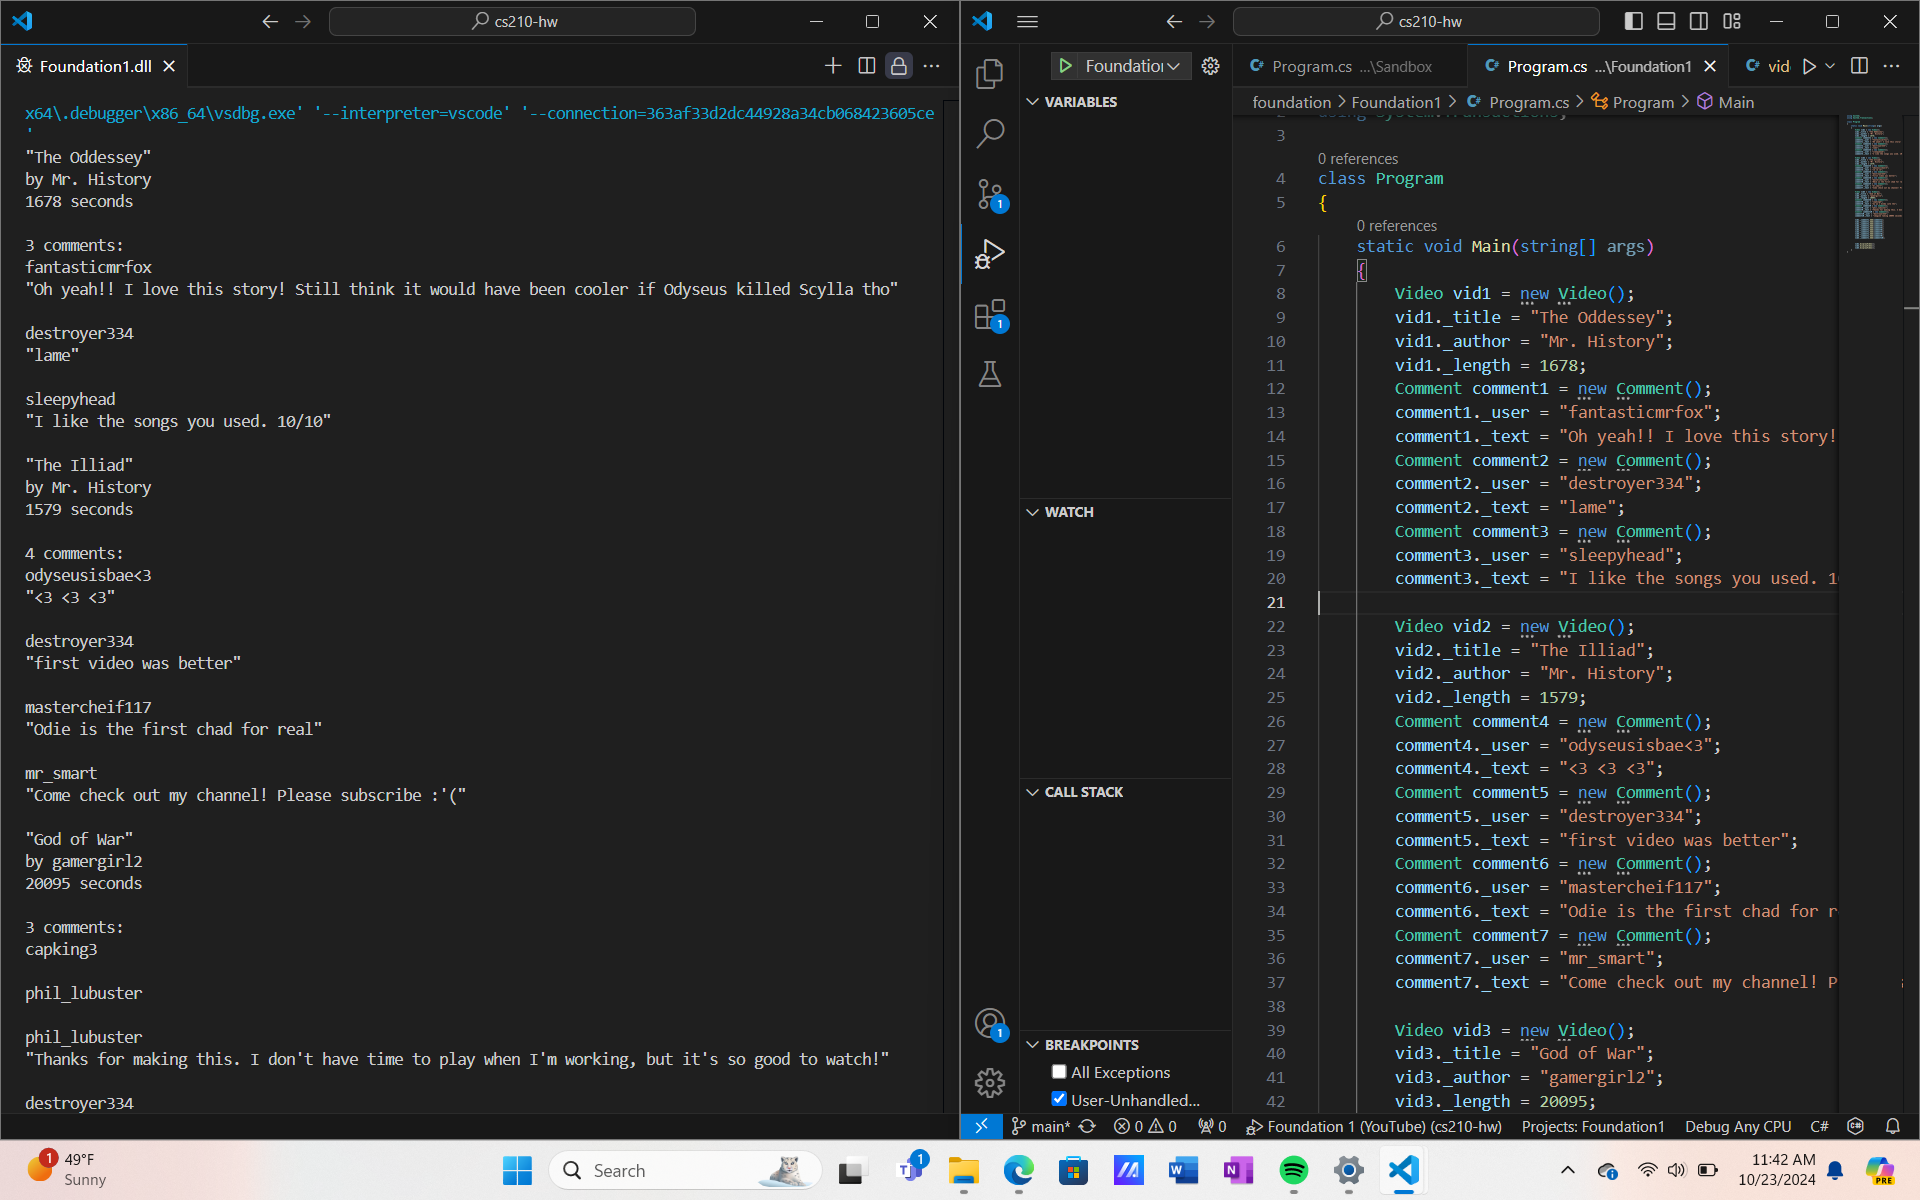 cs210-hw
Foundation1.dll
x64\.debugger\x86_64\vsdbg.exe' '--interpreter=vscode' '--connection=363af33d2dc44928a34cb068423605ce
'
"The Oddessey"
by Mr. History
1678 seconds
3 comments:
fantasticmrfox
"Oh yeah!! I love this story! Still think it would have been cooler if Odyseus killed Scylla tho"
destroyer334
"lame"
sleepyhead
"I like the songs you used. 10/10"
"The Illiad"
by Mr. History
1579 seconds
4 comments:
odyseusisbae<3
"<3 <3 <3"
destroyer334
"first video was better"
mastercheif117
"Odie is the first chad for real"
mr_smart
"Come check out my channel! Please subscribe :'("
"God of War"
by gamergirl2
20095 seconds
3 comments:
capking3
phil_lubuster
phil_lubuster
"Thanks for making this. I don't have time to play when I'm working, but it's so good to watch!"
destroyer334
cs210-hw
Foundatio
VARIABLES
WATCH
CALL STACK
BREAKPOINTS
All Exceptions
User-Unhandled...
1
1
1
C# Program.cs ...\Sandbox
C# Program.cs ...\Foundation1
C# vid
foundation > Foundation1 > C# Program.cs > Program > Main
2 using System.Transactions;
3
0 references
4 class Program
5 {
0 references
6 static void Main(string[] args)
7 {
8 Video vid1 = new Video();
9 vid1._title = "The Oddessey";
10 vid1._author = "Mr. History";
11 vid1._length = 1678;
12 Comment comment1 = new Comment();
13 comment1._user = "fantasticmrfox";
14 comment1._text = "Oh yeah!! I love this story!
15 Comment comment2 = new Comment();
16 comment2._user = "destroyer334";
17 comment2._text = "lame";
18 Comment comment3 = new Comment();
19 comment3._user = "sleepyhead";
20 comment3._text = "I like the songs you used. 1
21
22 Video vid2 = new Video();
23 vid2._title = "The Illiad";
24 vid2._author = "Mr. History";
25 vid2._length = 1579;
26 Comment comment4 = new Comment();
27 comment4._user = "odyseusisbae<3";
28 comment4._text = "<3 <3 <3";
29 Comment comment5 = new Comment();
30 comment5._user = "destroyer334";
31 comment5._text = "first video was better";
32 Comment comment6 = new Comment();
33 comment6._user = "mastercheif117";
34 comment6._text = "Odie is the first chad for r
35 Comment comment7 = new Comment();
36 comment7._user = "mr_smart";
37 comment7._text = "Come check out my channel! P
38
39 Video vid3 = new Video();
40 vid3._title = "God of War";
41 vid3._author = "gamergirl2";
42 vid3._length = 20095;
main* 0 0 0 Foundation 1 (YouTube) (cs210-hw) Projects: Foundation1 Debug Any CPU C#
1
49°F
Sunny
Search
1
11:42 AM
10/23/2024
PRE